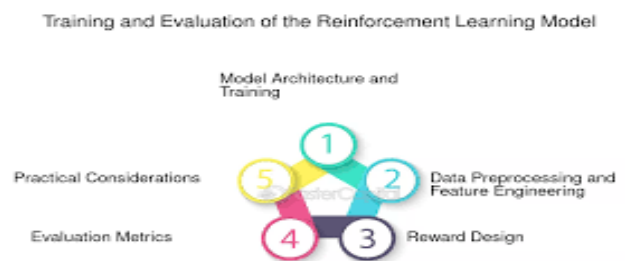 Training and Evaluation of the Reinforcement Learning Model
Model Architecture and
Training
1
Practical Considerations
5
2
Data Preprocessing and
Feature Engineering
Evaluation Metrics
4
3
Reward Design